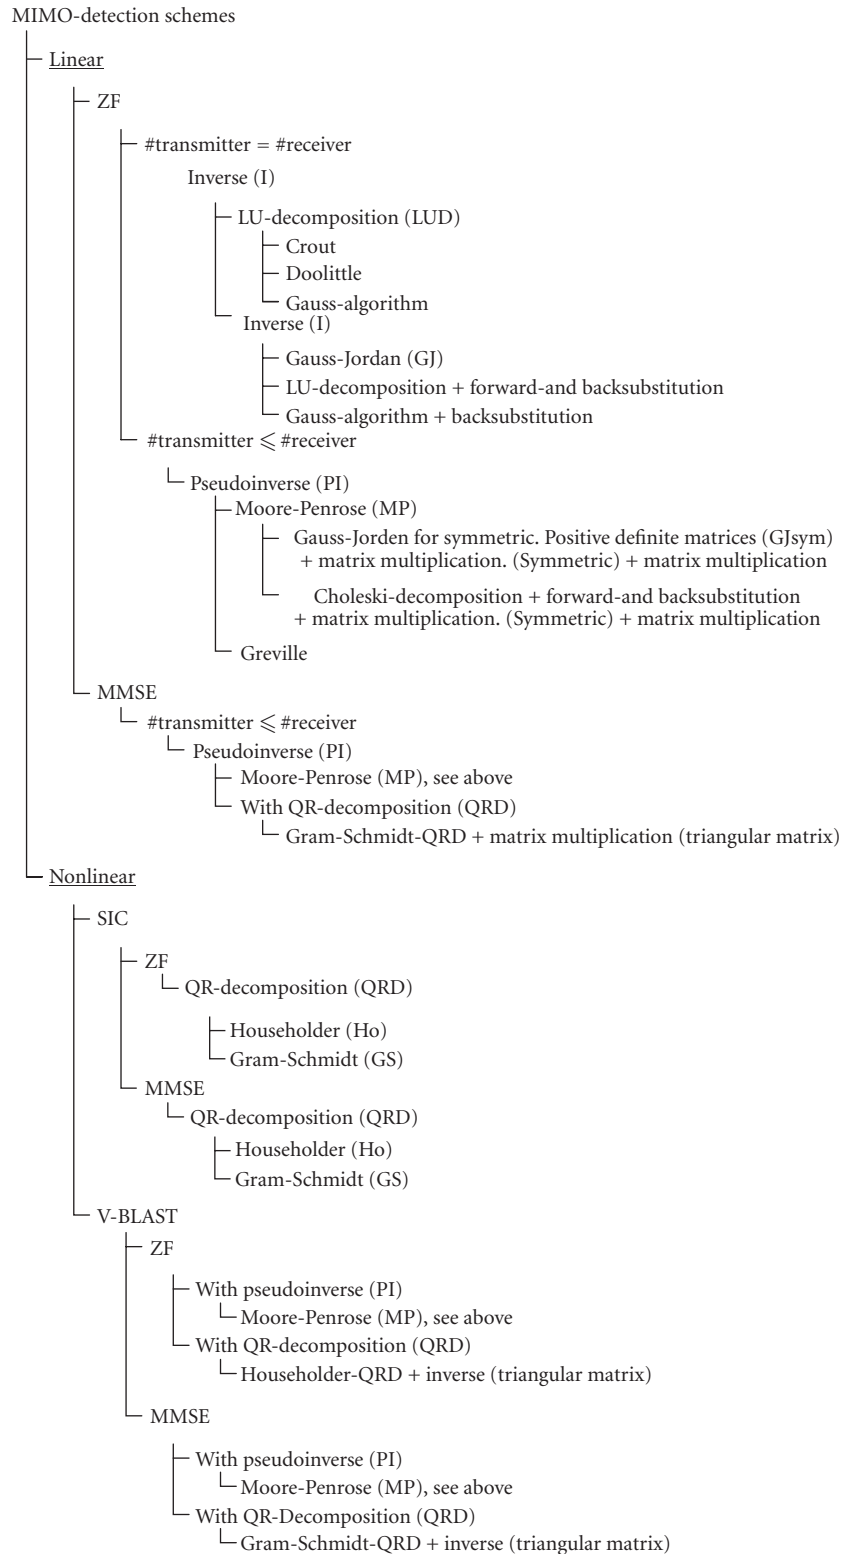 MIMO-detection schemes
Linear
ZF
#transmitter = #receiver
Inverse (I)
LU-decomposition (LUD)
Crout
Doolittle
Gauss-algorithm
Inverse (I)
Gauss-Jordan (GJ)
LU-decomposition + forward-and backsubstitution
Gauss-algorithm + backsubstitution
#transmitter ⩽ #receiver
Pseudoinverse (PI)
Moore-Penrose (MP)
Gauss-Jorden for symmetric. Positive definite matrices (GJsym)
+ matrix multiplication. (Symmetric) + matrix multiplication
Choleski-decomposition + forward-and backsubstitution
+ matrix multiplication. (Symmetric) + matrix multiplication
Greville
MMSE
#transmitter ⩽ #receiver
Pseudoinverse (PI)
Moore-Penrose (MP), see above
With QR-decomposition (QRD)
Gram-Schmidt-QRD + matrix multiplication (triangular matrix)
Nonlinear
SIC
ZF
QR-decomposition (QRD)
Householder (Ho)
Gram-Schmidt (GS)
MMSE
QR-decomposition (QRD)
Householder (Ho)
Gram-Schmidt (GS)
V-BLAST
ZF
With pseudoinverse (PI)
Moore-Penrose (MP), see above
With QR-decomposition (QRD)
Householder-QRD + inverse (triangular matrix)
MMSE
With pseudoinverse (PI)
Moore-Penrose (MP), see above
With QR-Decomposition (QRD)
Gram-Schmidt-QRD + inverse (triangular matrix)